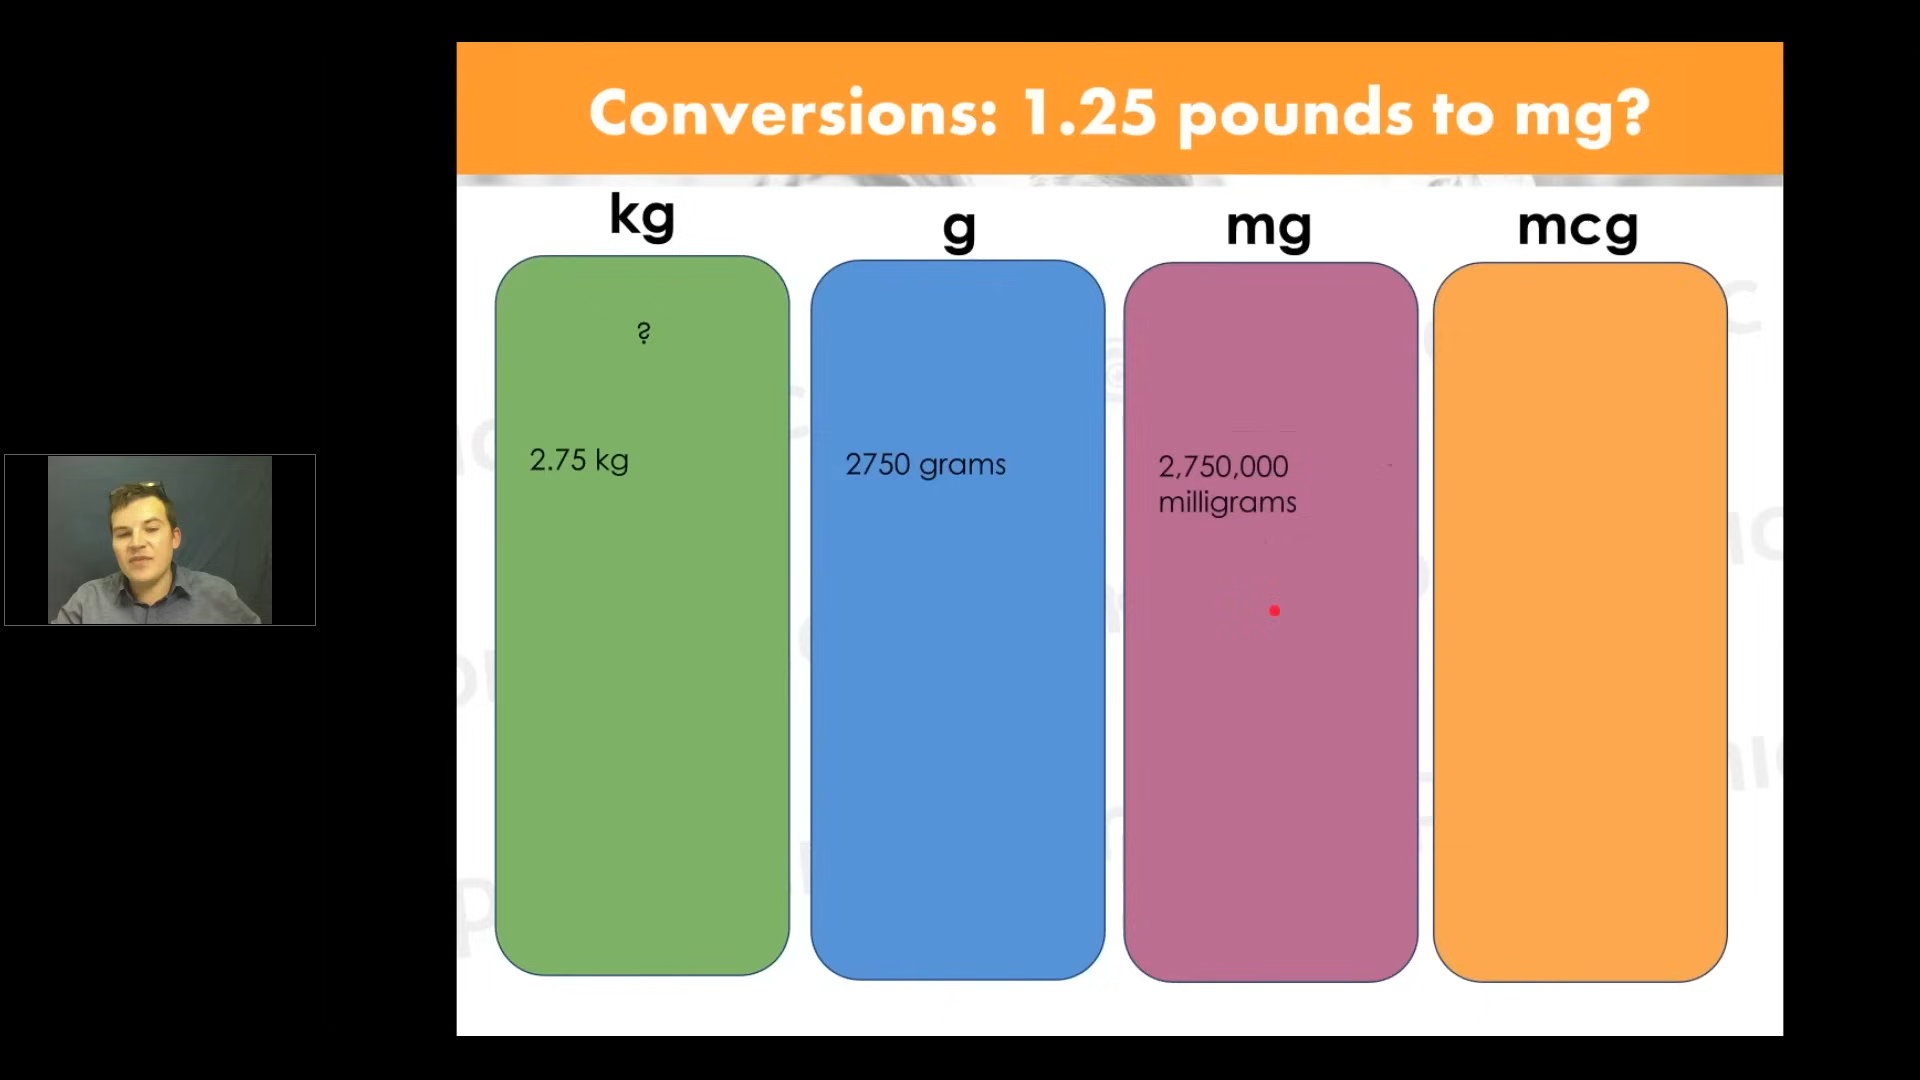 Conversions: 1.25 pounds to mg?
kg
g
mg
mcg
?
2.75 kg
2750 grams
2,750,000
milligrams